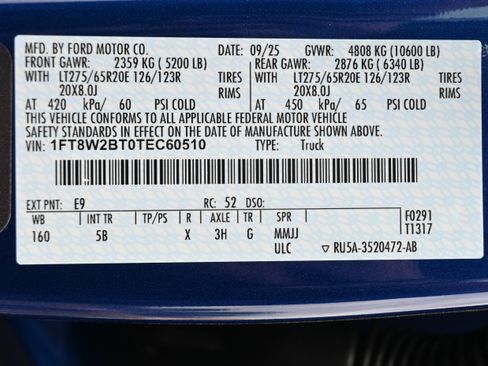 MFD. BY FORD MOTOR CO. DATE: 09/25 GVWR: 4808 KG (10600 LB)
FRONT GAWR: 2359 KG ( 5200 LB) REAR GAWR: 2876 KG ( 6340 LB)
WITH LT275/65R20E 126/123R WITH LT275/65R20E 126/123R
20X8.0J 20X8.0J
AT 420 kPa/ 60 PSI COLD AT 450 kPa/ 65 PSI COLD
THIS VEHICLE CONFORMS TO ALL APPLICABLE FEDERAL MOTOR VEHICLE
SAFETY STANDARDS IN EFFECT ON THE DATE OF MANUFACTURE SHOWN ABOVE.
VIN: 1FT8W2BT0TEC60510 TYPE: Truck
EXT PNT: E9 RC: 52 DSO:
WB INT TR TP/PS R AXLE TR SPR F0291
160 5B X 3H G MMJJ T1317
ULC ▽ RU5A-3520472-AB